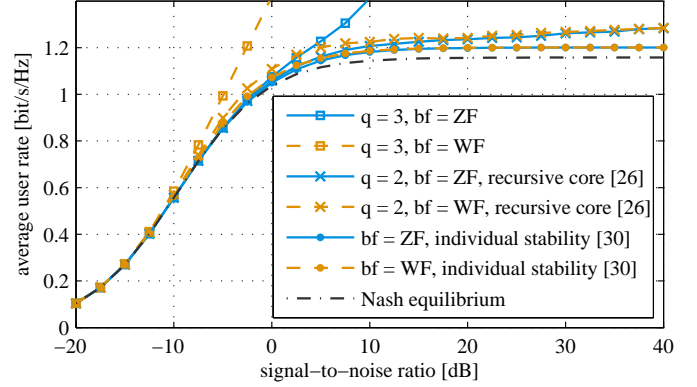 average user rate [bit/s/Hz]
1.2
1
0.8
0.6
0.4
0.2
0
q = 3, bf = ZF
q = 3, bf = WF
q = 2, bf = ZF, recursive core [26]
q = 2, bf = WF, recursive core [26]
bf = ZF, individual stability [30]
bf = WF, individual stability [30]
Nash equilibrium
−20 −10 0 10 20 30 40
signal−to−noise ratio [dB]